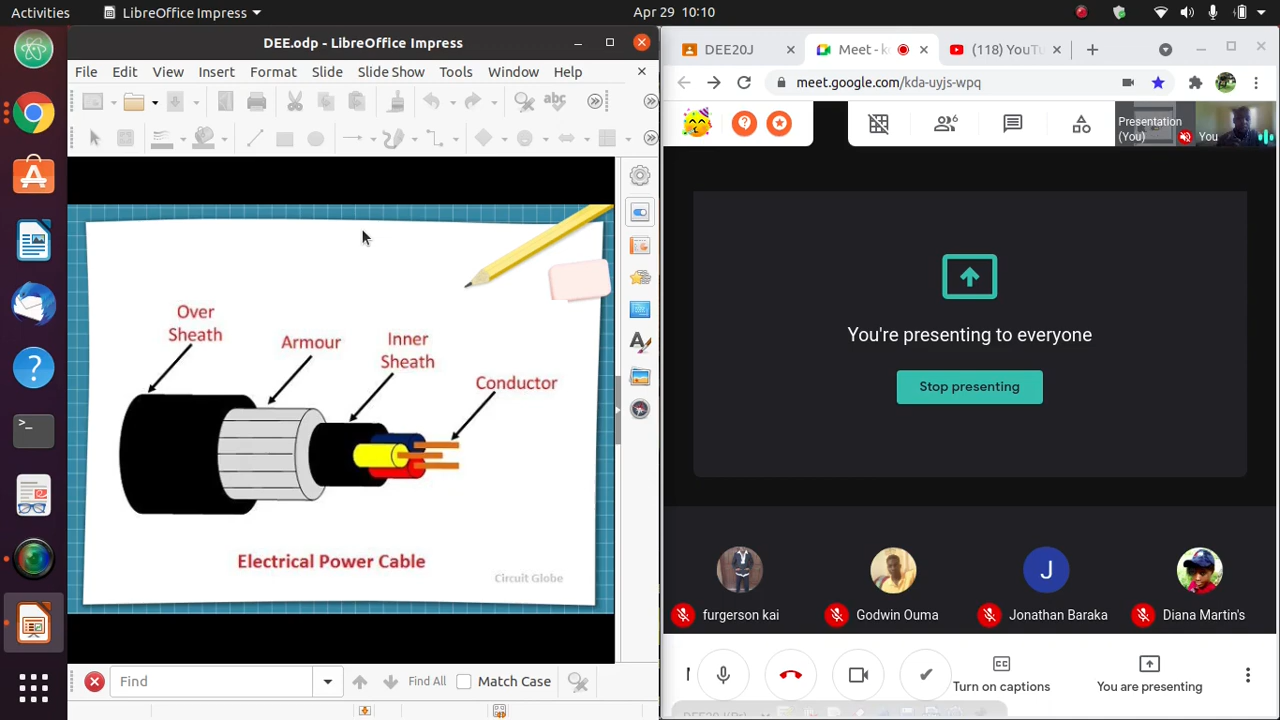 Activities
LibreOffice Impress
Apr 29 10:10
DEE.odp - LibreOffice Impress
File Edit View Insert Format Slide Slide Show Tools Window Help
abc
Over
Sheath
Armour
Inner
Sheath
Conductor
Electrical Power Cable
Circuit Globe
Find
Find All
Match Case
DEE20J
Meet - k
(118) YouTu
meet.google.com/kda-uyjs-wpq
6
Presentation
(You)
You
You're presenting to everyone
Stop presenting
furgerson kai
Godwin Ouma
J
Jonathan Baraka
Diana Martin's
Turn on captions
You are presenting